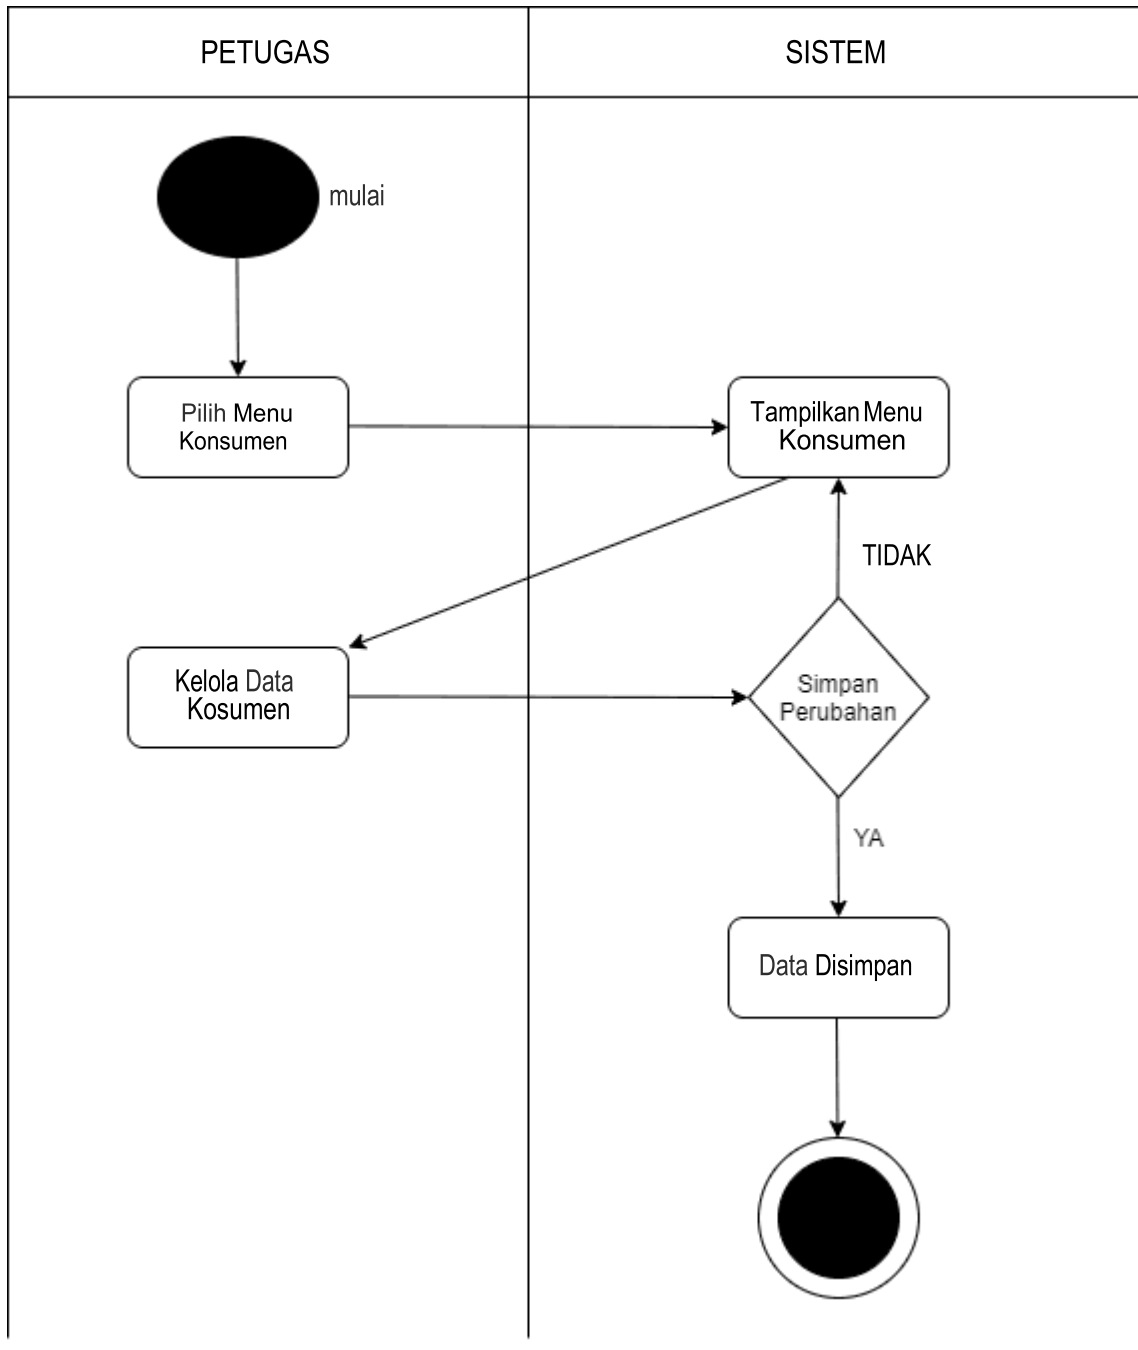 PETUGAS
SISTEM
mulai
Pilih Menu
Konsumen
Tampilkan Menu
Konsumen
TIDAK
Kelola Data
Kosumen
Simpan
Perubahan
YA
Data Disimpan